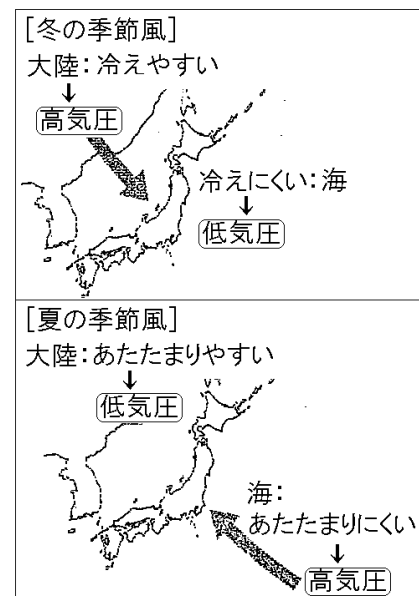 [冬の季節風]
大陸：冷えやすい
↓
高気圧
冷えにくい：海
↓
低気圧
[夏の季節風]
大陸：あたたまりやすい
↓
低気圧
海：
あたたまりにくい
↓
高気圧